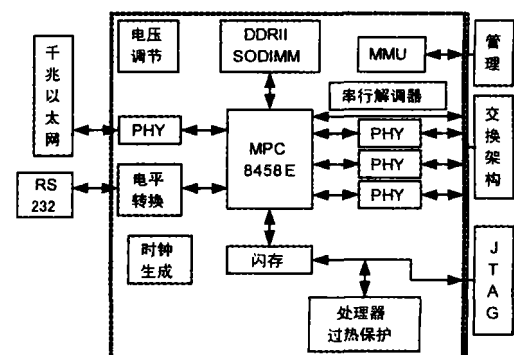 电压
调节
DDRII
SODIMM
MMU
管理
千兆以太网
串行解调器
PHY
MPC
8458E
PHY
PHY
PHY
交换架构
RS
232
电平
转换
时钟
生成
闪存
JTAG
处理器
过热保护